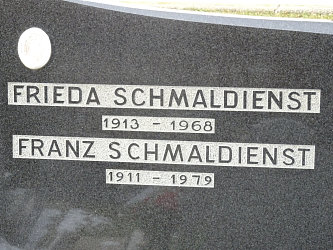 FRIEDA SCHMALDIENST
1913 - 1968
FRANZ SCHMALDIENST
1911 - 1979